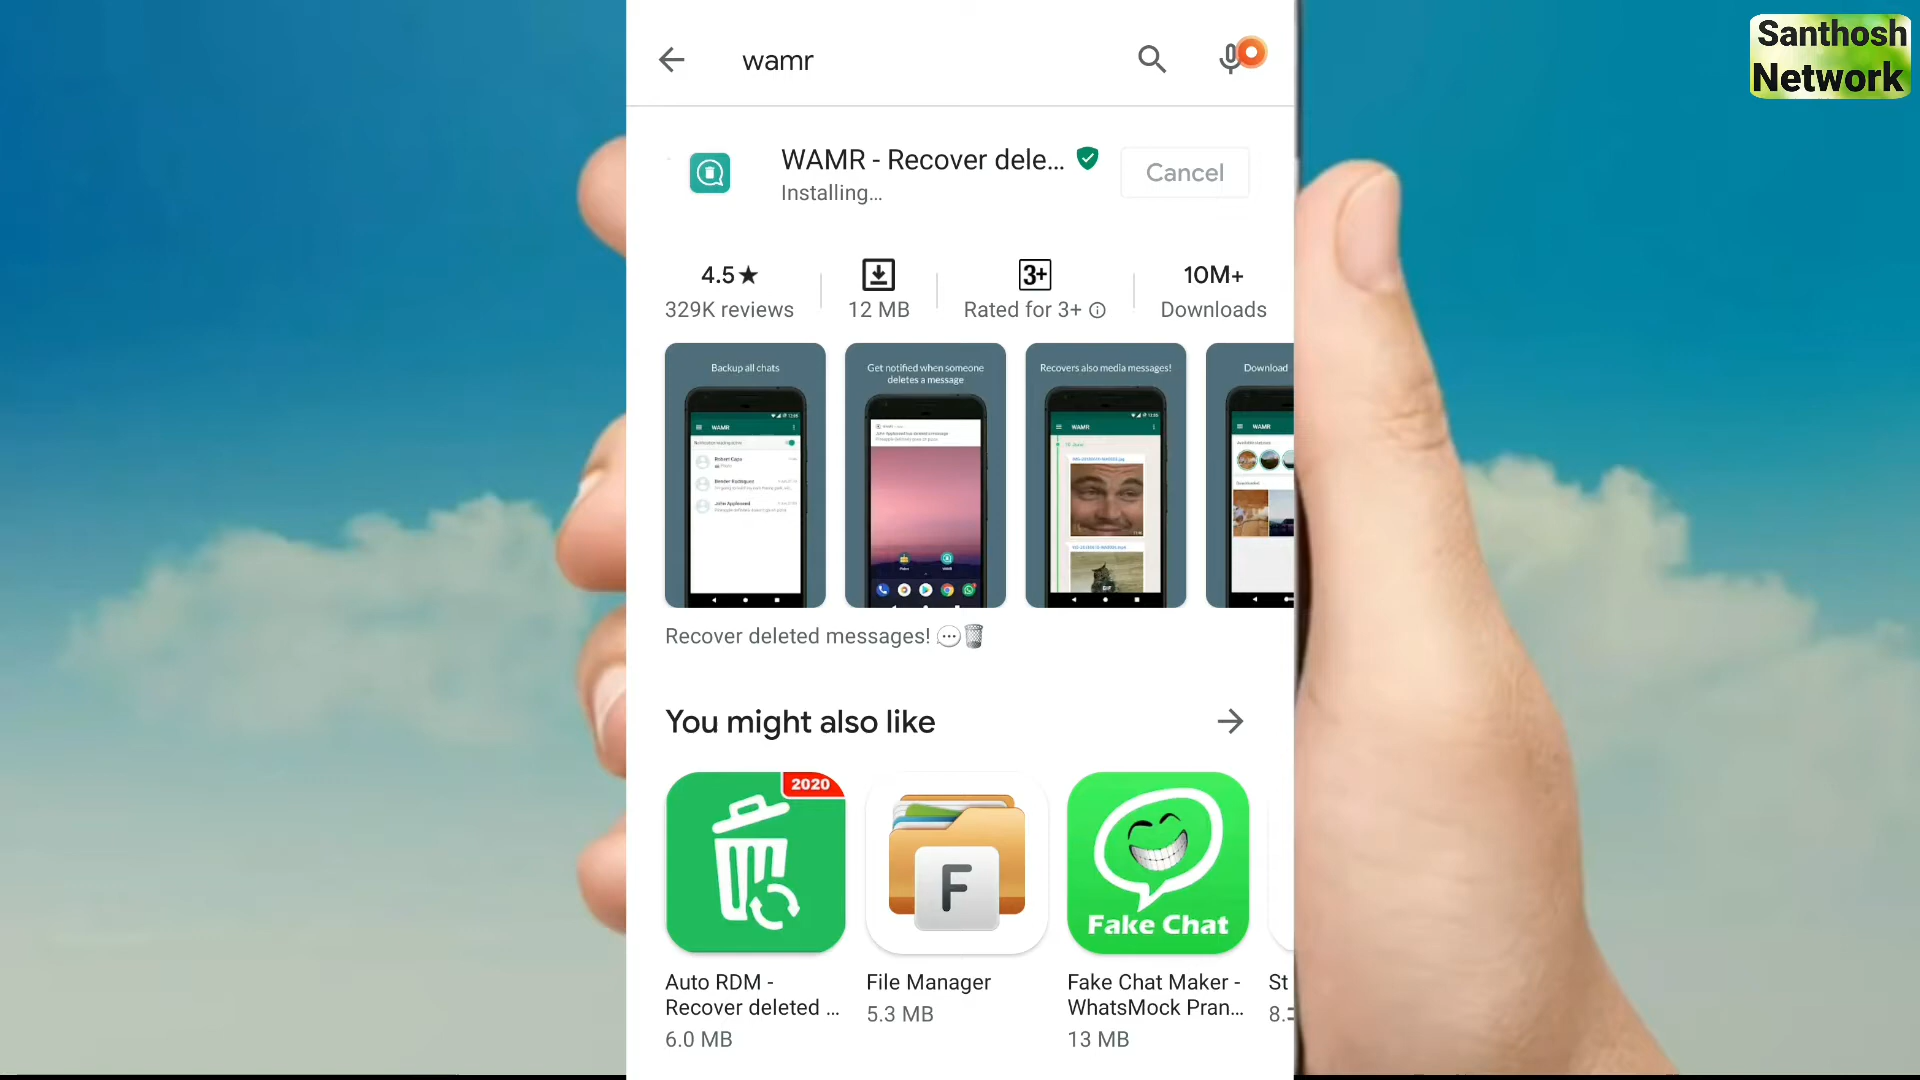 Santhosh
Network
wamr
WAMR - Recover dele...
Installing...
Cancel
4.5★
329K reviews
12 MB
3+
Rated for 3+
10M+
Downloads
Backup all chats
Get notified when someone
deletes a message
Recovers also media messages!
Download
WAMR
WAMR
WAMR
Recover deleted messages!
You might also like
2020
F
Fake Chat
Auto RDM -
Recover deleted ...
6.0 MB
File Manager
5.3 MB
Fake Chat Maker -
WhatsMock Pran...
13 MB
St
8.